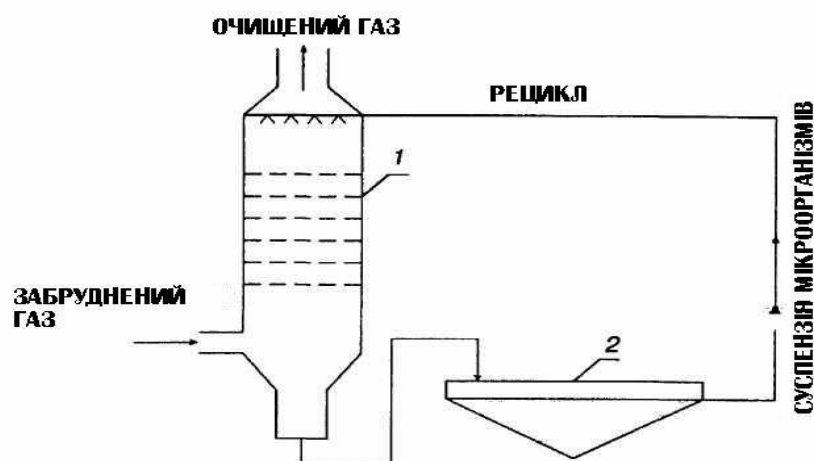 ОЧИЩЕНИЙ ГАЗ
РЕЦИКЛ
1
ЗАБРУДНЕНИЙ
ГАЗ
2
СУСПЕНЗІЯ МІКРООРГАНІЗМІВ